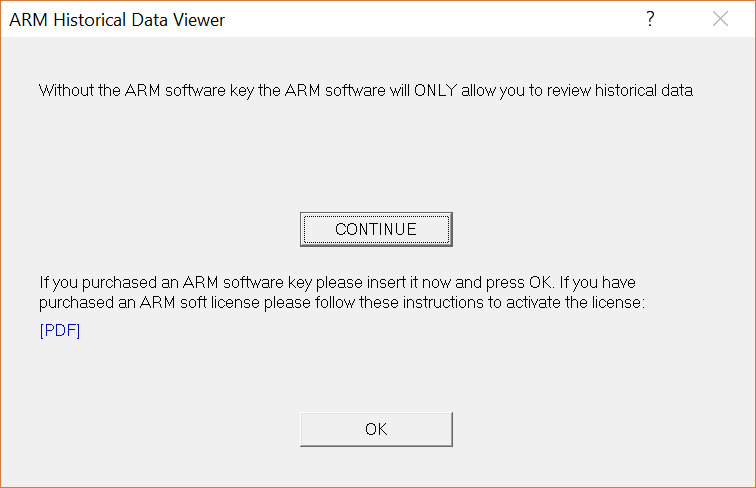 ARM Historical Data Viewer ?
Without the ARM software key the ARM software will ONLY allow you to review historical data
CONTINUE
If you purchased an ARM software key please insert it now and press OK. If you have
purchased an ARM soft license please follow these instructions to activate the license:
[PDF]
OK